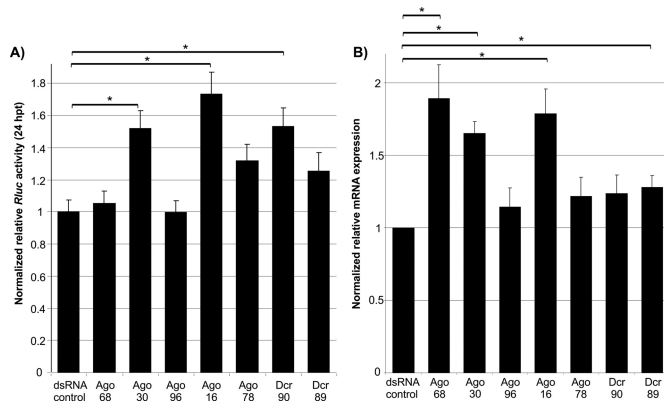 A)
Normalized relative Rluc activity (24 hpt)
1.8
1.6
1.4
1.2
1
0.8
0.6
0.4
0.2
0
*
*
*
dsRNA control
Ago 68
Ago 30
Ago 96
Ago 16
Ago 78
Dcr 90
Dcr 89
B)
Normalized relative mRNA expression
2
1.5
1
0.5
0
*
*
*
*
dsRNA control
Ago 68
Ago 30
Ago 96
Ago 16
Ago 78
Dcr 90
Dcr 89